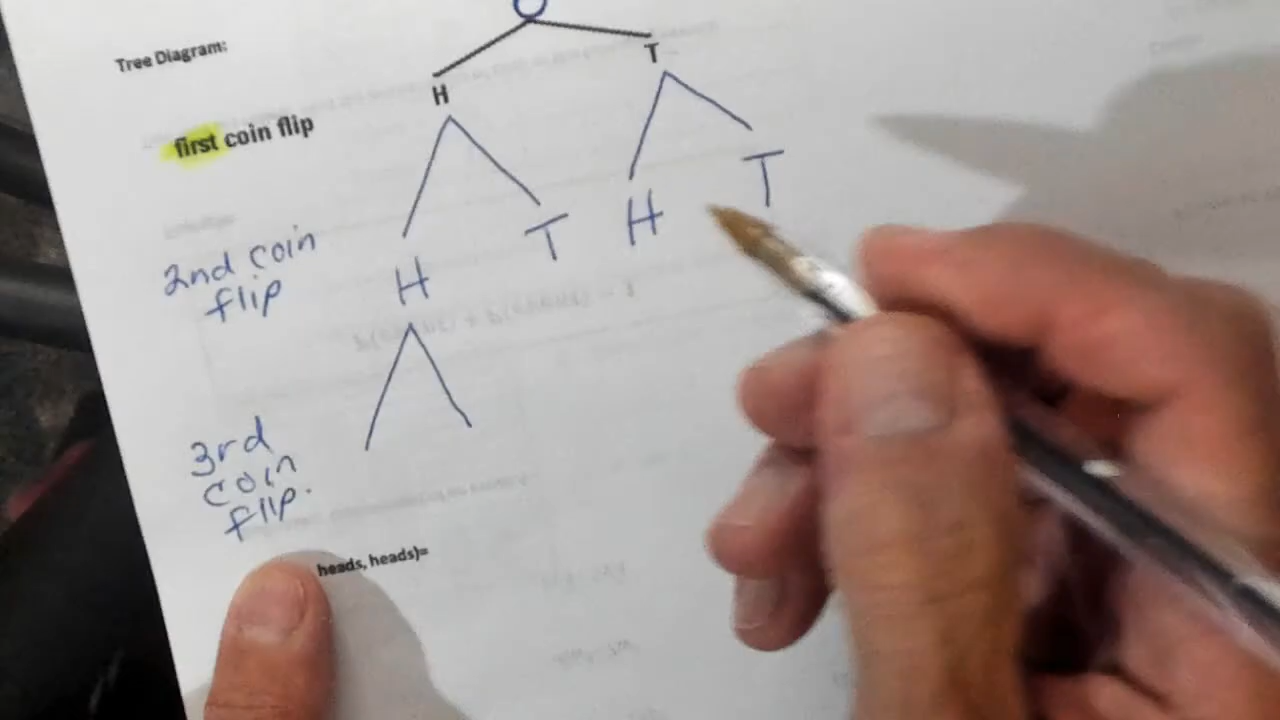 Tree Diagram:
T
H
first coin flip
H T H T
2nd coin
flip
3rd
coin
flip.
heads, heads)=